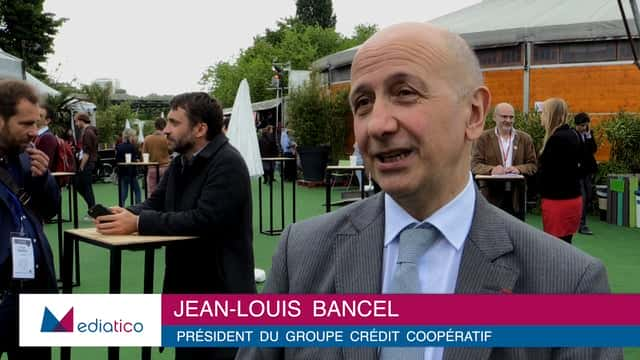 JEAN-LOUIS BANCEL
Mediatico
PRÉSIDENT DU GROUPE CRÉDIT COOPÉRATIF